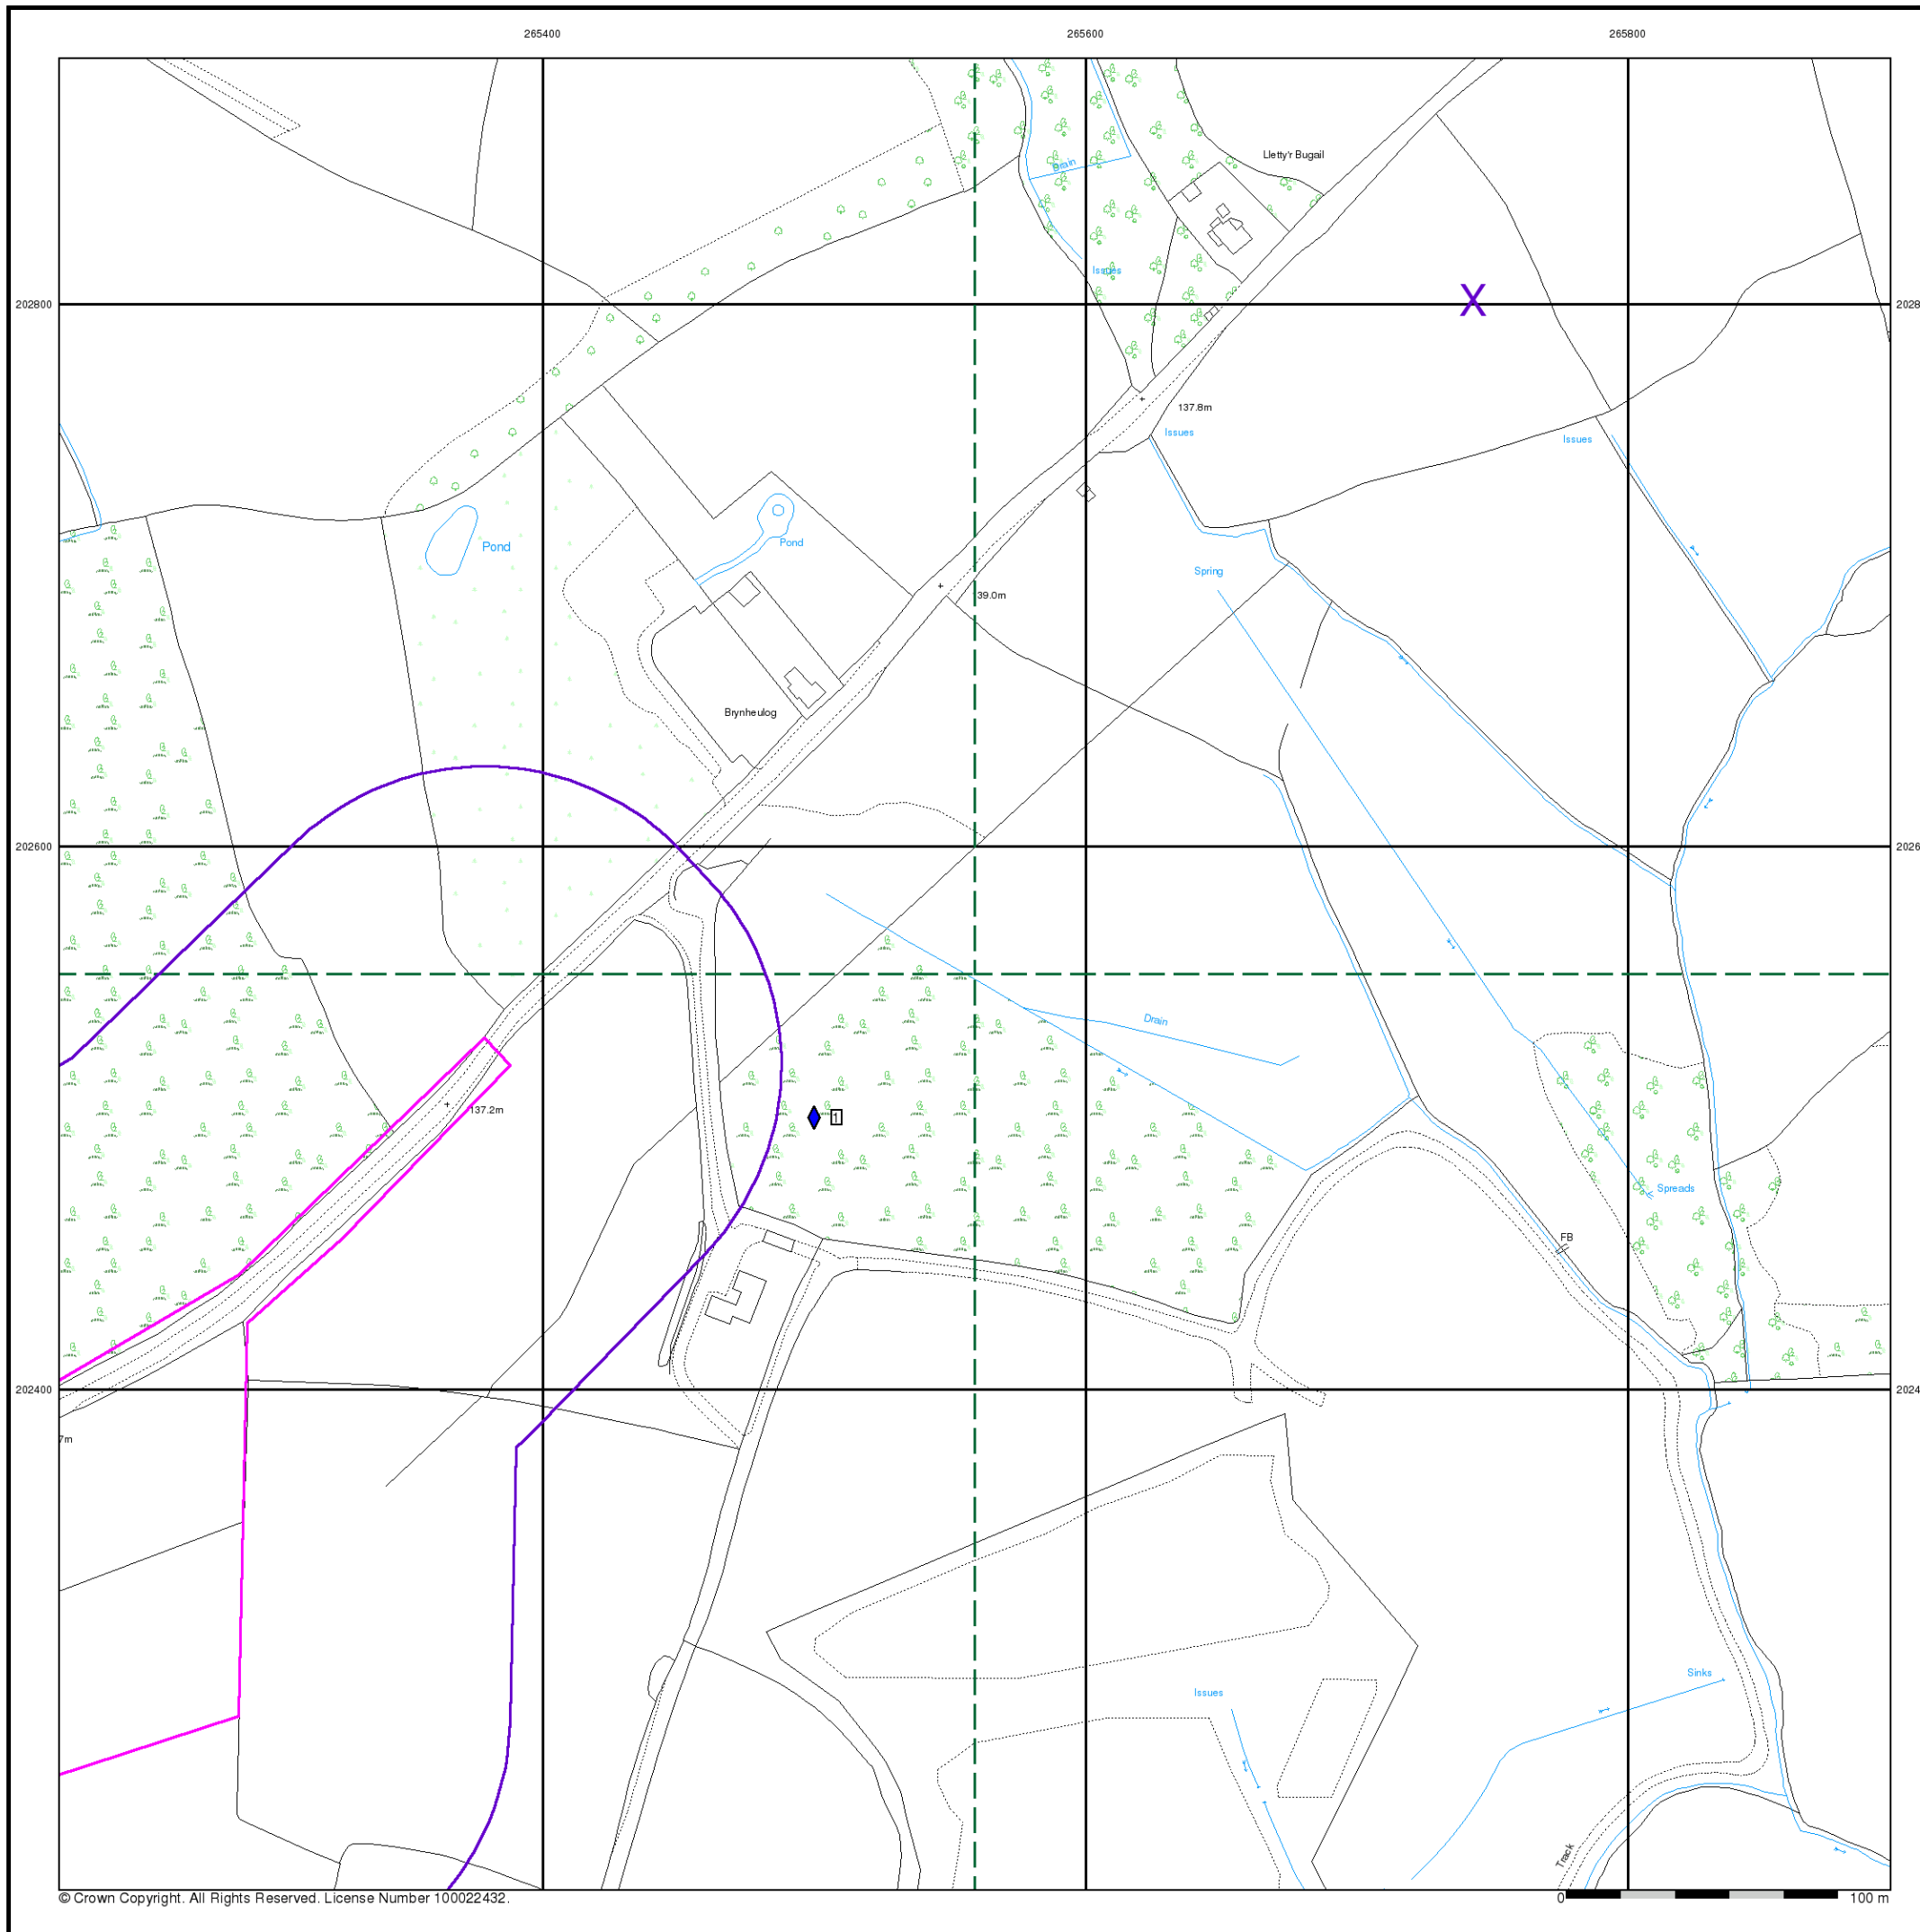 265400
265600
265800
Lletty'r Bugail
Drain
Issues
202800
X
2028
137.8m
Issues
Issues
Pond
Pond
Spring
39.0m
Brynheulog
202600
2026
Drain
137.2m
1
Spreads
FB
202400
2024
7m
Sinks
Issues
Track
© Crown Copyright. All Rights Reserved. License Number 100022432.
0
100 m